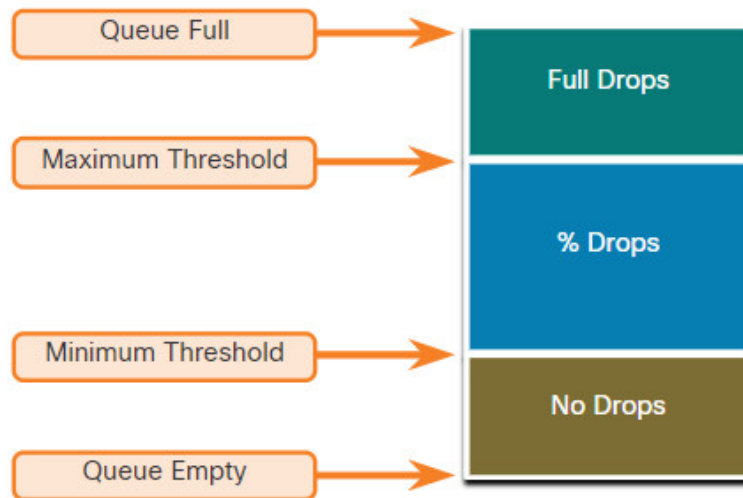 Queue Full
Full Drops
Maximum Threshold
% Drops
Minimum Threshold
No Drops
Queue Empty